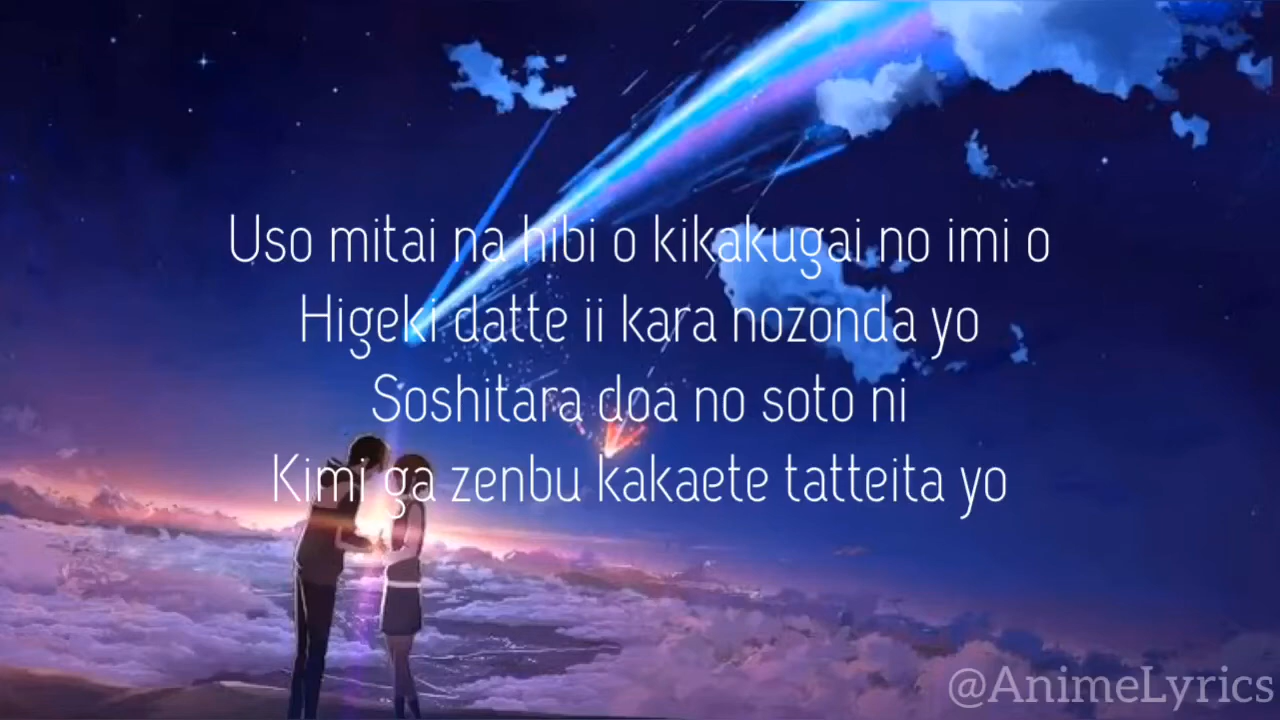 Uso mitai na hibi o kikakugai no imi o
Higeki datte ii kara nozonda yo
Soshitara doa no soto ni
Kimi ga zenbu kakaete tatteita yo
@AnimeLyrics